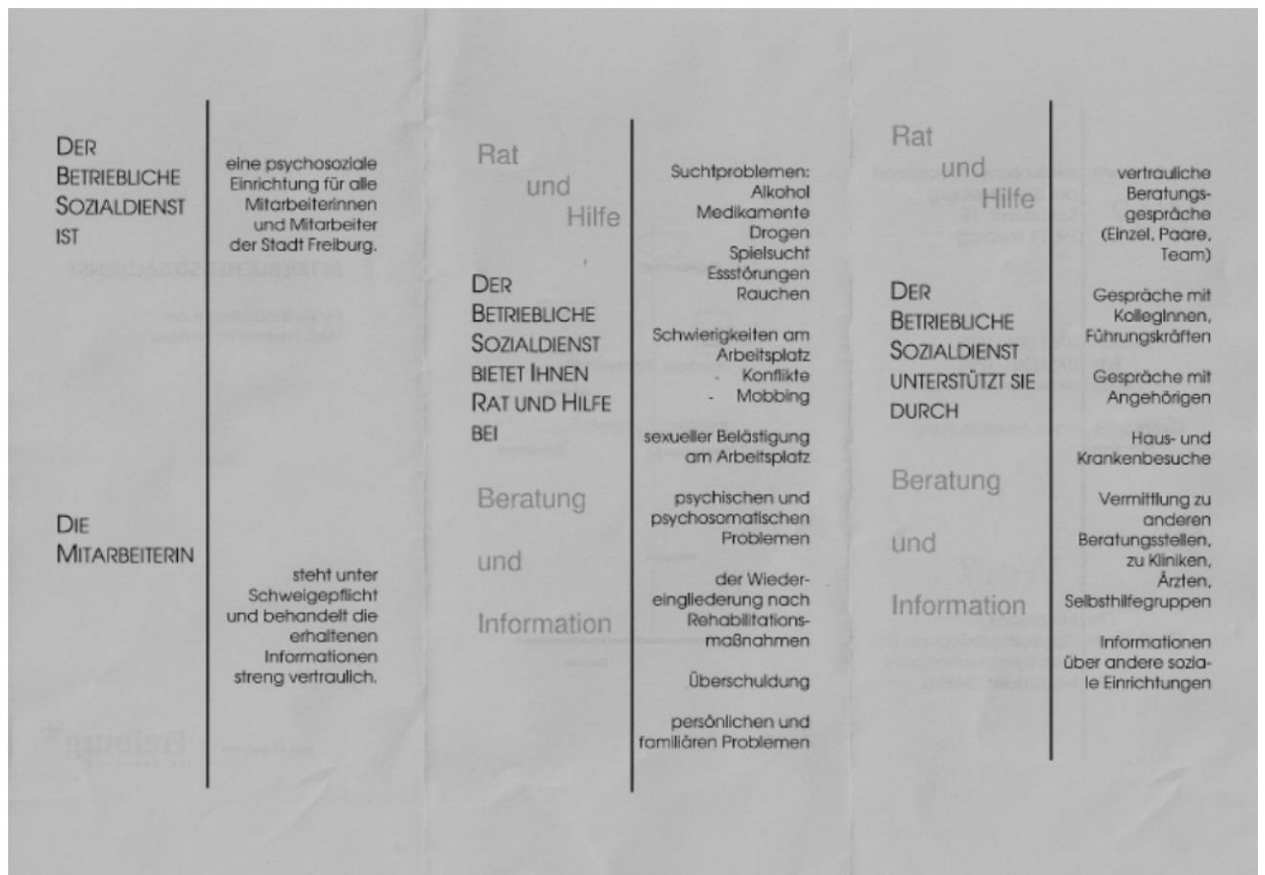 DER
BETRIEBLICHE
SOZIALDIENST
IST
eine psychosoziale
Einrichtung für alle
Mitarbeiterinnen
und Mitarbeiter
der Stadt Freiburg.
DIE
MITARBEITERIN
steht unter
Schweigepflicht
und behandelt die
erhaltenen
Informationen
streng vertraulich.
Rat
und
Hilfe
DER
BETRIEBLICHE
SOZIALDIENST
BIETET IHNEN
RAT UND HILFE
BEI
Beratung
und
Information
Suchtproblemen:
Alkohol
Medikamente
Drogen
Spielsucht
Essstörungen
Rauchen
Schwierigkeiten am
Arbeitsplatz
- Konflikte
- Mobbing
sexueller Belästigung
am Arbeitsplatz
psychischen und
psychosomatischen
Problemen
der Wieder-
eingliederung nach
Rehabilitations-
maßnahmen
Überschuldung
persönlichen und
familiären Problemen
Rat
und
Hilfe
DER
BETRIEBLICHE
SOZIALDIENST
UNTERSTÜTZT SIE
DURCH
Beratung
und
Information
vertrauliche
Beratungs-
gespräche
(Einzel, Paare,
Team)
Gespräche mit
KollegInnen,
Führungskräften
Gespräche mit
Angehörigen
Haus- und
Krankenbesuche
Vermittlung zu
anderen
Beratungsstellen,
zu Kliniken,
Ärzten,
Selbsthilfegruppen
Informationen
über andere sozia-
le Einrichtungen